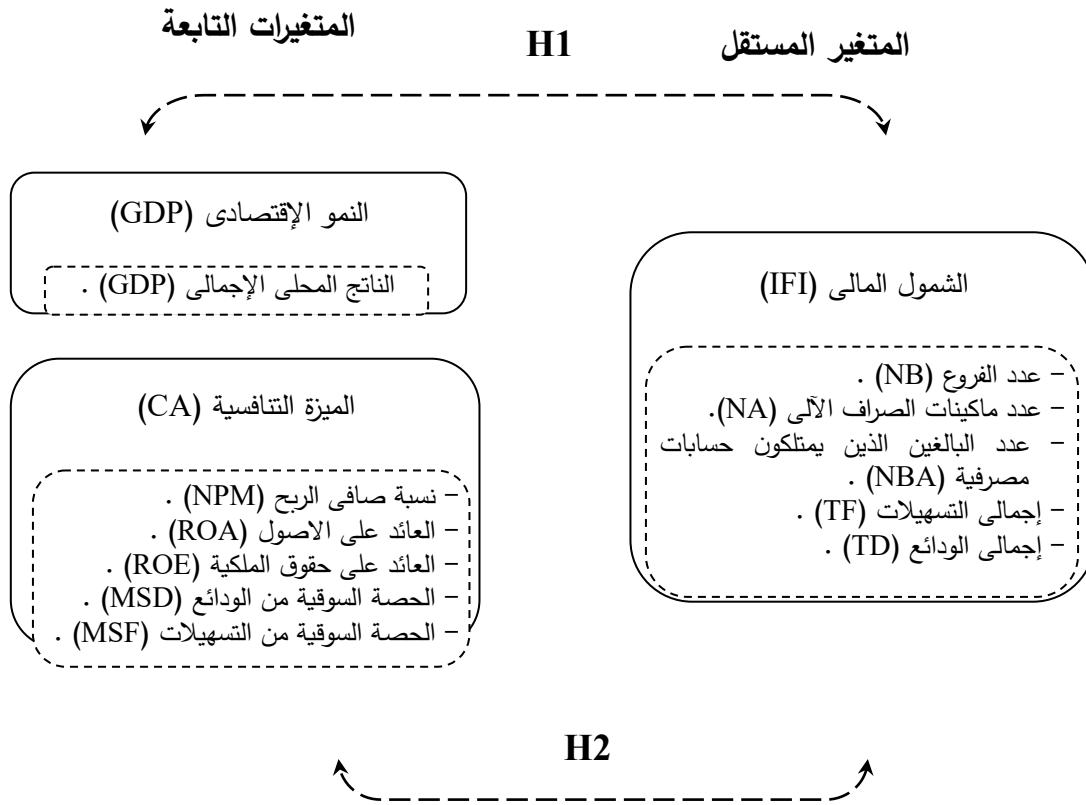 المتغير المستقل
H1
المتغيرات التابعة
الشمول المالى (IFI)
- عدد الفروع (NB) .
- عدد ماكينات الصراف الآلى (NA).
- عدد البالغين الذين يمتلكون حسابات
مصرفية (NBA) .
- إجمالى التسهيلات (TF) .
- إجمالى الودائع (TD) .
النمو الإقتصادى (GDP)
الناتج المحلى الإجمالى (GDP) .
الميزة التنافسية (CA)
- نسبة صافى الربح (NPM) .
- العائد على الاصول (ROA) .
- العائد على حقوق الملكية (ROE) .
- الحصة السوقية من الودائع (MSD) .
- الحصة السوقية من التسهيلات (MSF) .
H2